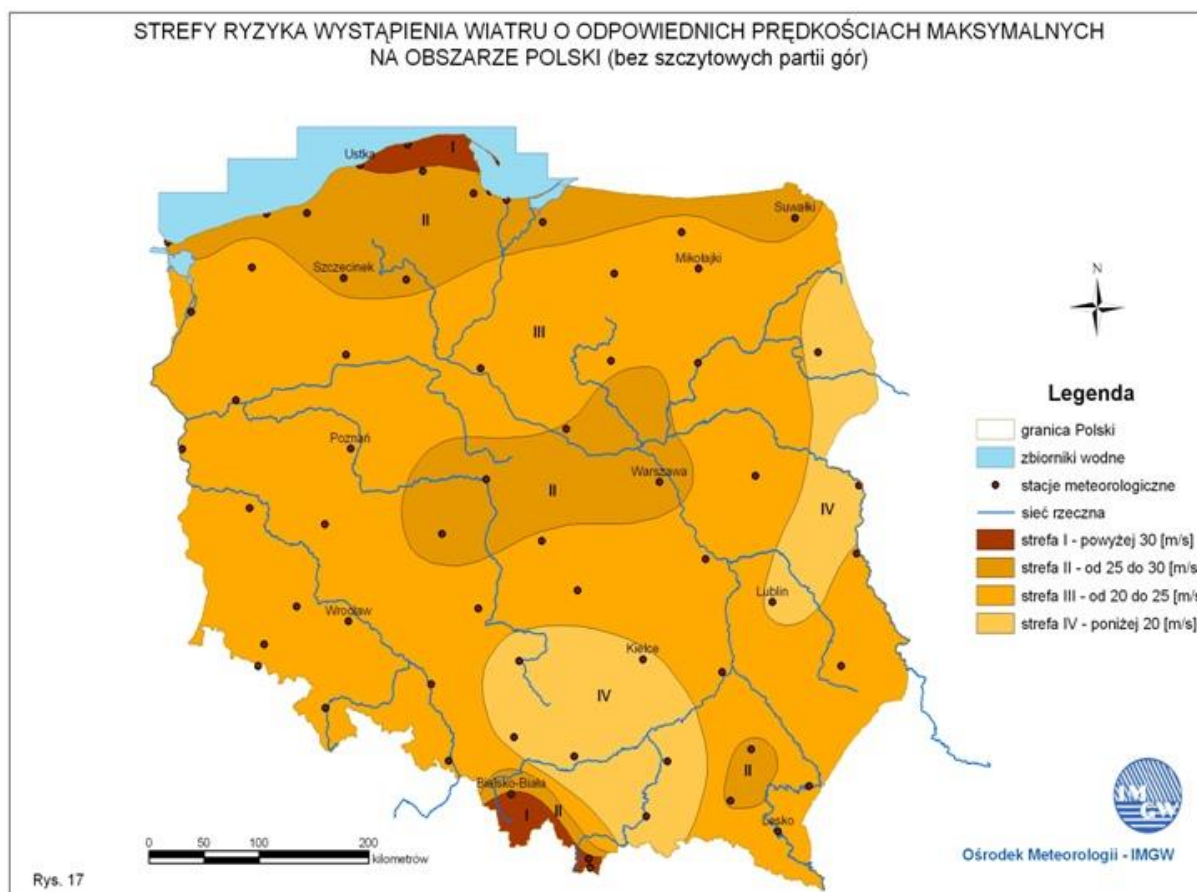 STREFY RYZYKA WYSTĄPIENIA WIATRU O ODPOWIEDNICH PRĘDKOŚCIACH MAKSYMALNYCH
NA OBSZARZE POLSKI (bez szczytowych partii gór)
Ustka
I
II
Suwałki
Szczecinek
Mikołajki
N
III
Legenda
granica Polski
zbiorniki wodne
stacje meteorologiczne
sieć rzeczna
strefa I - powyżej 30 [m/s]
strefa II - od 25 do 30 [m/s
strefa III - od 20 do 25 [m/s
strefa IV - poniżej 20 [m/s]
Poznań
Warszawa
II
IV
Lublin
Wrocław
Kielce
IV
II
Bielsko-Biała
I
II
Lesko
0 50 100 200
kilometrów
IM
GW
Ośrodek Meteorologii - IMGW
Rys. 17